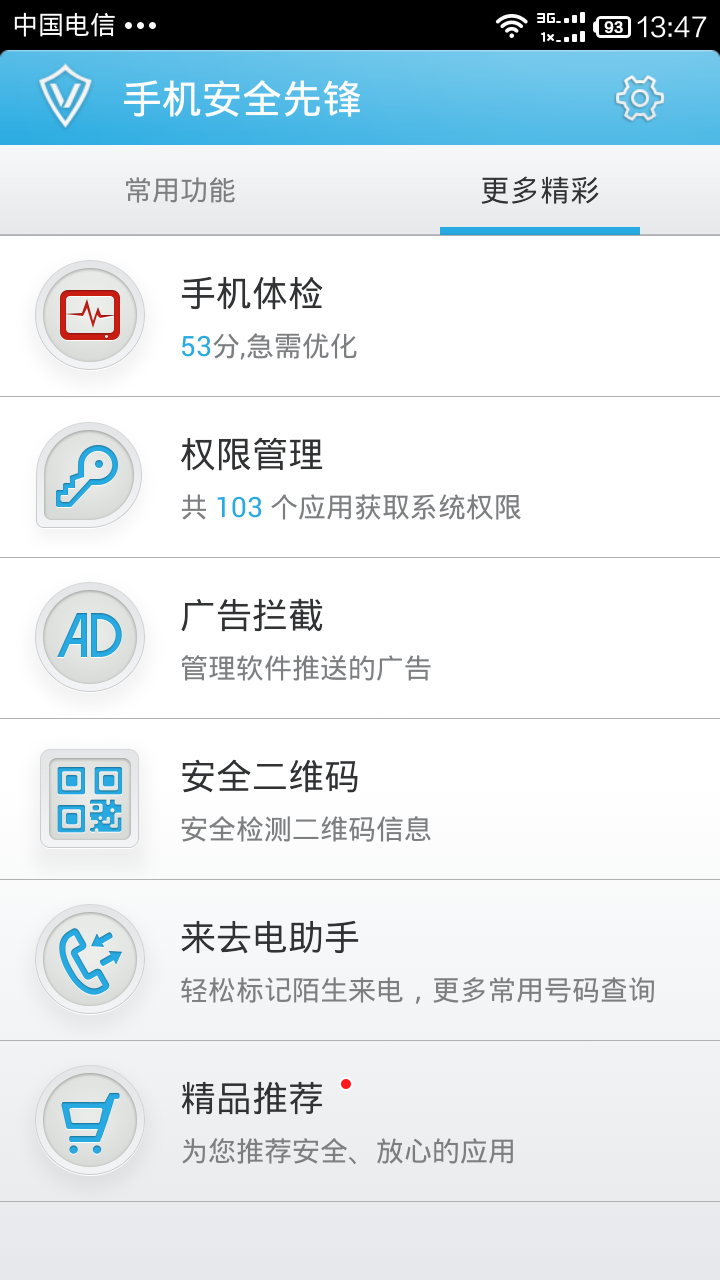 中国电信 •••
3G
1×
93
13:47
手机安全先锋
常用功能
更多精彩
手机体检
53分,急需优化
权限管理
共 103 个应用获取系统权限
AD
广告拦截
管理软件推送的广告
安全二维码
安全检测二维码信息
来去电助手
轻松标记陌生来电，更多常用号码查询
精品推荐
为您推荐安全、放心的应用